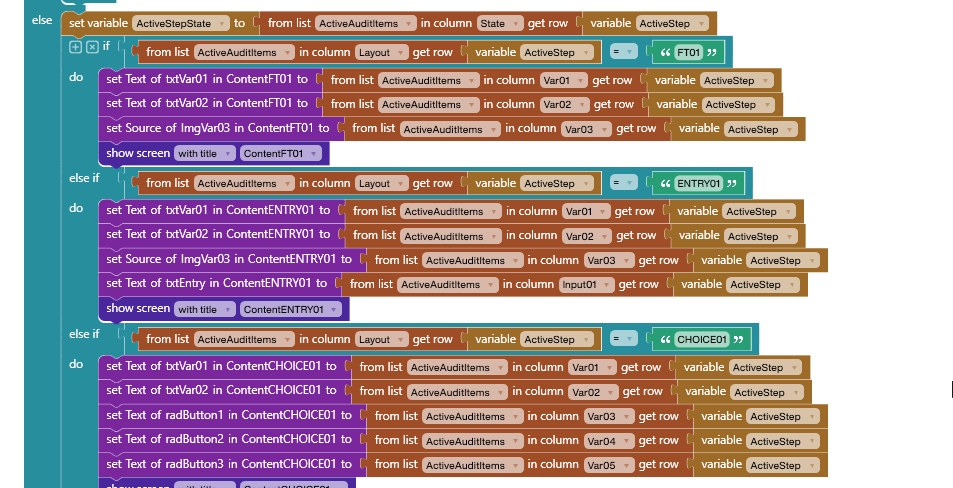 else set variable ActiveStepState to from list ActiveAuditItems in column State get row variable ActiveStep
if from list ActiveAuditItems in column Layout get row variable ActiveStep = “ FT01 ”
do set Text of txtVar01 in ContentFT01 to from list ActiveAuditItems in column Var01 get row variable ActiveStep
set Text of txtVar02 in ContentFT01 to from list ActiveAuditItems in column Var02 get row variable ActiveStep
set Source of ImgVar03 in ContentFT01 to from list ActiveAuditItems in column Var03 get row variable ActiveStep
show screen with title ContentFT01
else if from list ActiveAuditItems in column Layout get row variable ActiveStep = “ ENTRY01 ”
do set Text of txtVar01 in ContentENTRY01 to from list ActiveAuditItems in column Var01 get row variable ActiveStep
set Text of txtVar02 in ContentENTRY01 to from list ActiveAuditItems in column Var02 get row variable ActiveStep
set Source of ImgVar03 in ContentENTRY01 to from list ActiveAuditItems in column Var03 get row variable ActiveStep
set Text of txtEntry in ContentENTRY01 to from list ActiveAuditItems in column Input01 get row variable ActiveStep
show screen with title ContentENTRY01
else if from list ActiveAuditItems in column Layout get row variable ActiveStep = “ CHOICE01 ”
do set Text of txtVar01 in ContentCHOICE01 to from list ActiveAuditItems in column Var01 get row variable ActiveStep
set Text of txtVar02 in ContentCHOICE01 to from list ActiveAuditItems in column Var02 get row variable ActiveStep
set Text of radButton1 in ContentCHOICE01 to from list ActiveAuditItems in column Var03 get row variable ActiveStep
set Text of radButton2 in ContentCHOICE01 to from list ActiveAuditItems in column Var04 get row variable ActiveStep
set Text of radButton3 in ContentCHOICE01 to from list ActiveAuditItems in column Var05 get row variable ActiveStep
show screen with title ContentCHOICE01